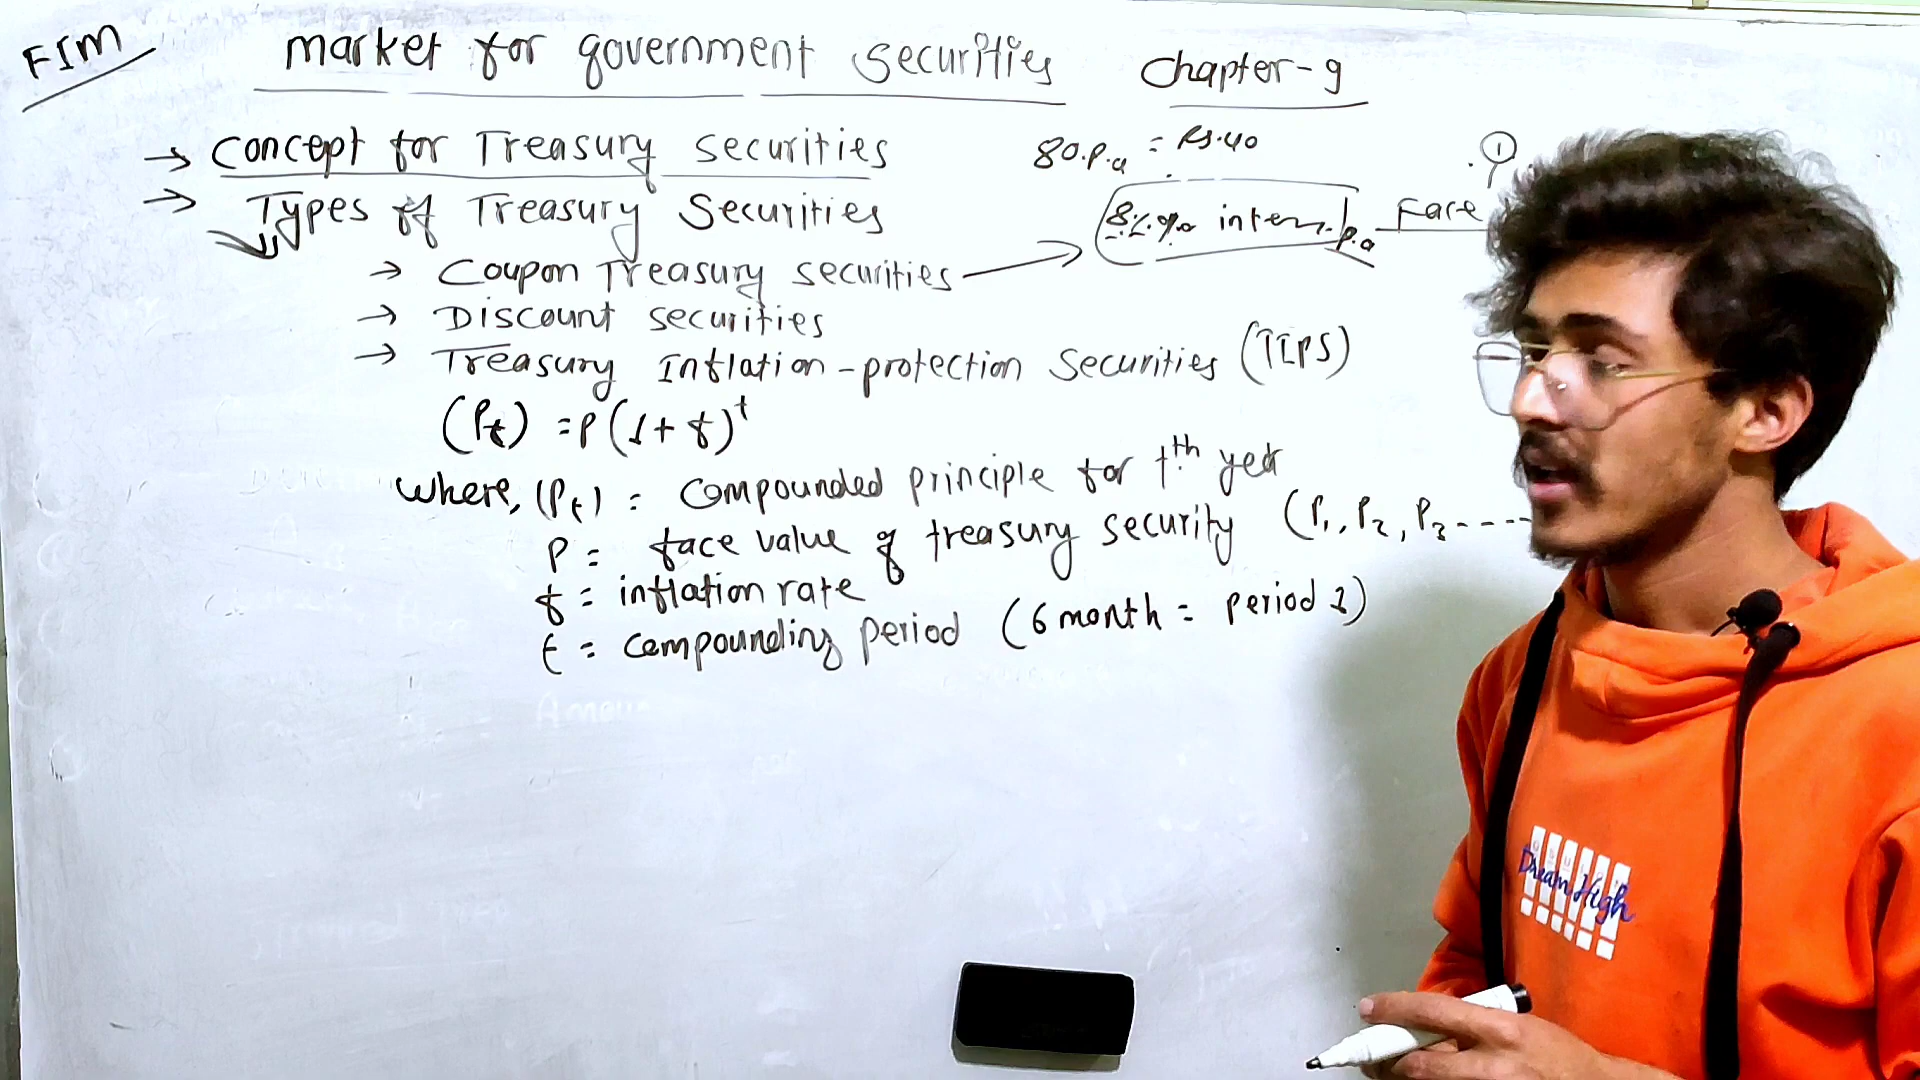 FIM
market for government securities Chapter-9
→ Concept for Treasury securities
80.P.a = Rs.40
→ Types of Treasury Securities
8% Face
P.a
→ Coupon Treasury securities
→ Discount securities
→ Treasury Inflation-protection Securities (TIPS)
(Pt) = P(1+f)^t
where, (Pt) = Compounded principle for tth year
P = face value of treasury security (P1, P2, P3----
f = inflation rate
t = compounding period (6 month = period 1)
Dream High